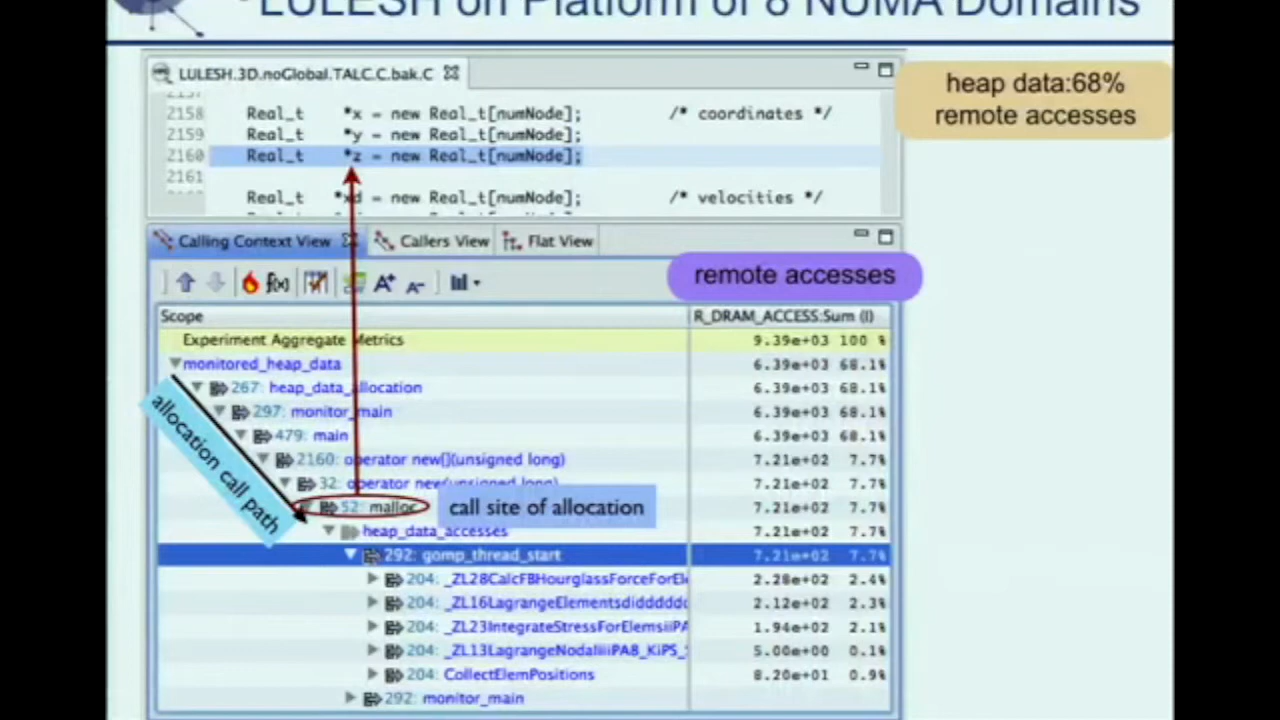 LULESH on Platform of 8 NUMA Domains
LULESH.3D.noGlobal.TALC.C.bak.C
heap data:68%
remote accesses
2157
2158 Real_t *x = new Real_t[numNode]; /* coordinates */
2159 Real_t *y = new Real_t[numNode];
2160 Real_t *z = new Real_t[numNode];
2161
Real_t *xd = new Real_t[numNode]; /* velocities */
Calling Context View Callers View Flat View
remote accesses
Scope R_DRAM_ACCESS:Sum (I)
Experiment Aggregate Metrics 9.39e+03 100 %
monitored_heap_data 6.39e+03 68.1%
267: heap_data_allocation 6.39e+03 68.1%
297: monitor_main 6.39e+03 68.1%
479: main 6.39e+03 68.1%
2160: operator new[](unsigned long) 7.21e+02 7.7%
32: operator new(unsigned long) 7.21e+02 7.7%
52: malloc 7.21e+02 7.7%
call site of allocation
allocation call path
heap_data_accesses 7.21e+02 7.7%
292: gomp_thread_start 7.21e+02 7.7%
204: _ZL28CalcFBHourglassForceForEl 2.28e+02 2.4%
204: _ZL16LagrangeElementsdidddddd 2.12e+02 2.3%
204: _ZL23IntegrateStressForElemsiiPA 1.94e+02 2.1%
204: _ZL13LagrangeNodaliiiPA8_KiPS_S 5.00e+00 0.1%
204: CollectElemPositions 8.20e+01 0.9%
292: monitor_main